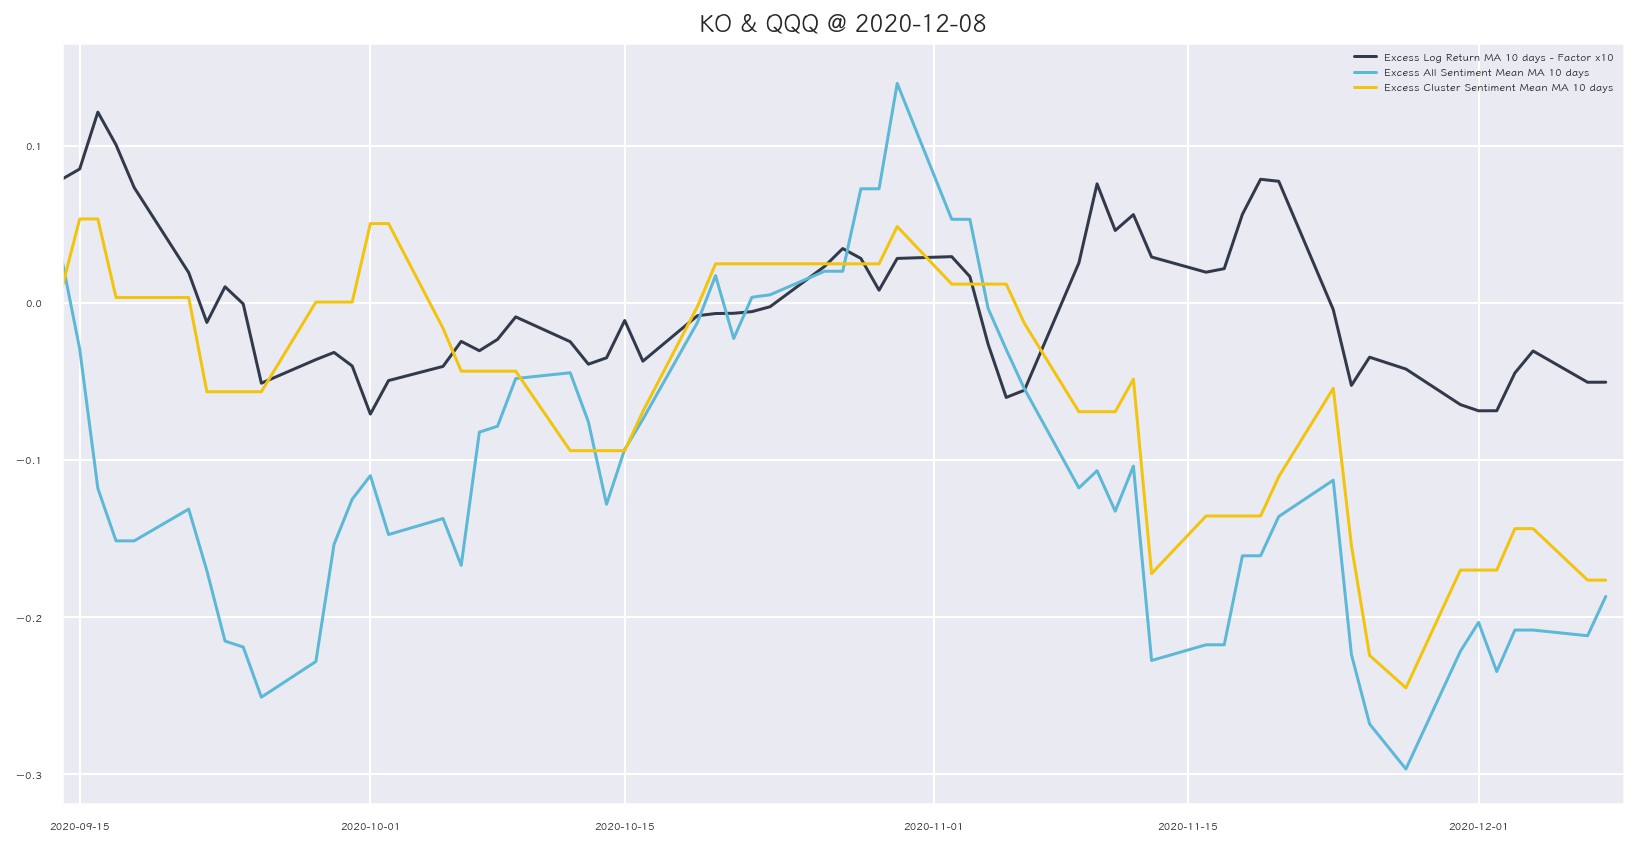 KO & QQQ @ 2020-12-08
Excess Log Return MA 10 days - Factor x10
Excess All Sentiment Mean MA 10 days
Excess Cluster Sentiment Mean MA 10 days
0.1
0.0
−0.1
−0.2
−0.3
2020-09-15
2020-10-01
2020-10-15
2020-11-01
2020-11-15
2020-12-01